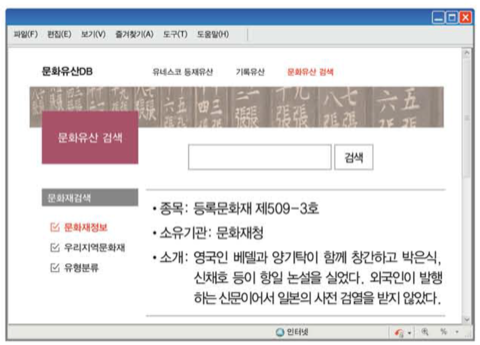 파일(F) 편집(E) 보기(V) 즐겨찾기(A) 도구(T) 도움말(H)
문화유산DB 유네스코 등재유산 기록유산 문화유산 검색
문화유산 검색
검색
문화재검색
문화재정보
우리지역문화재
유형분류
• 종목: 등록문화재 제509-3호
• 소유기관: 문화재청
• 소개: 영국인 베델과 양기탁이 함께 창간하고 박은식,
신채호 등이 항일 논설을 실었다. 외국인이 발행
하는 신문이어서 일본의 사전 검열을 받지 않았다.
인터넷
%